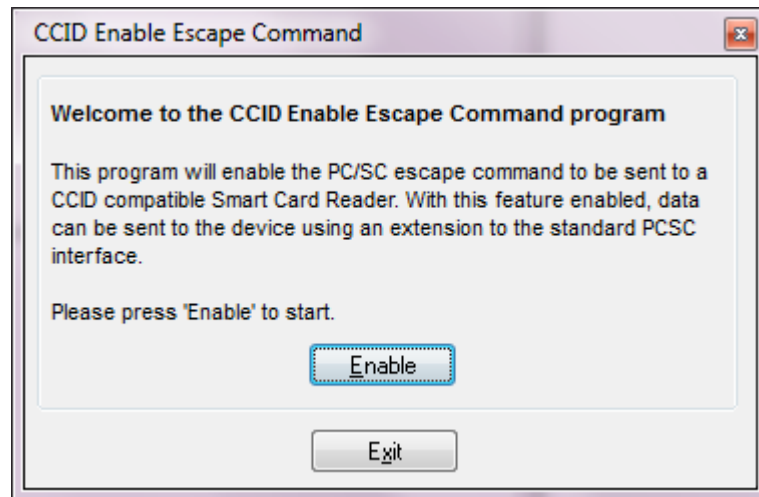 CCID Enable Escape Command
Welcome to the CCID Enable Escape Command program
This program will enable the PC/SC escape command to be sent to a
CCID compatible Smart Card Reader. With this feature enabled, data
can be sent to the device using an extension to the standard PCSC
interface.
Please press 'Enable' to start.
Enable
Exit